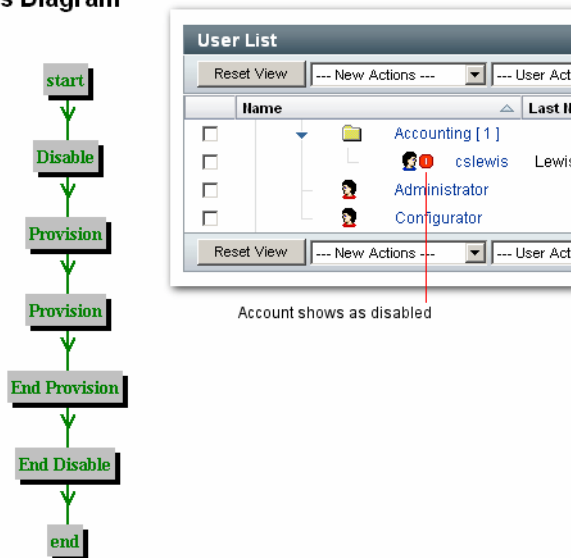 s Diagram
start
Disable
Provision
Provision
End Provision
End Disable
end
User List
Reset View --- New Actions --- --- User Act
Name Last N
Accounting [ 1 ]
cslewis Lewis
Administrator
Configurator
Reset View --- New Actions --- --- User Act
Account shows as disabled